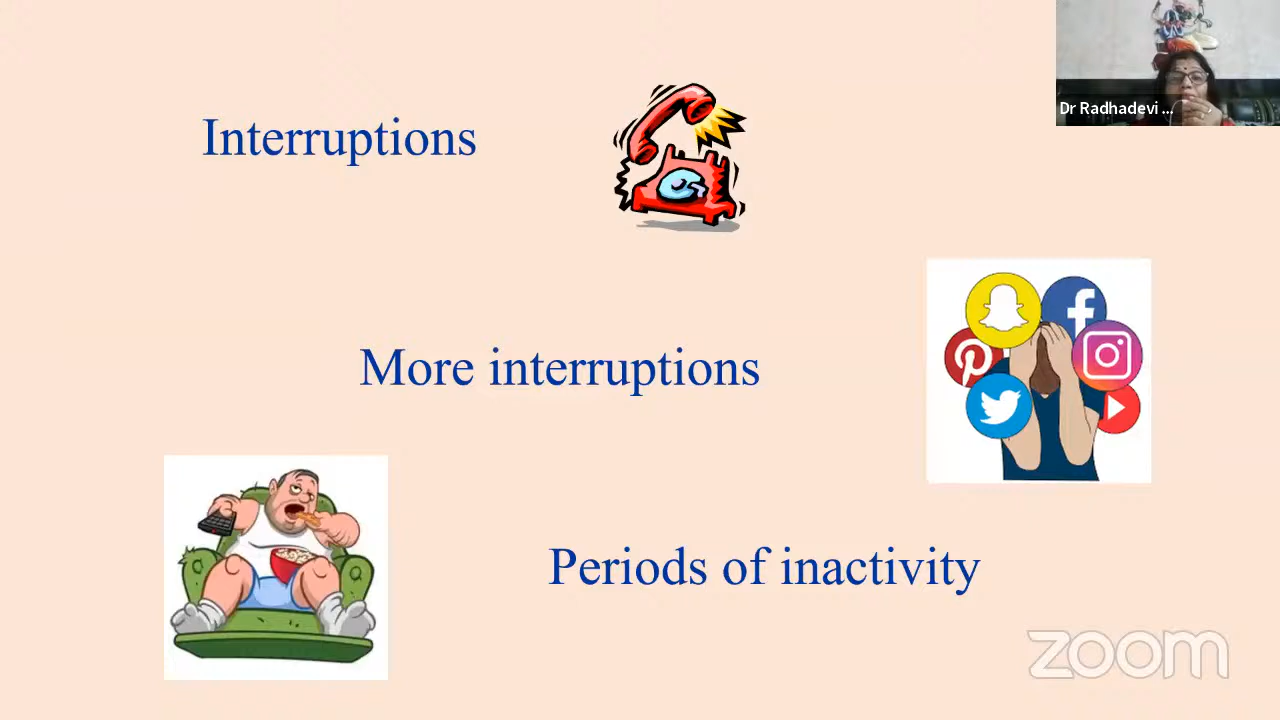 Dr Radhadevi ...
Interruptions
More interruptions
Periods of inactivity
zoom